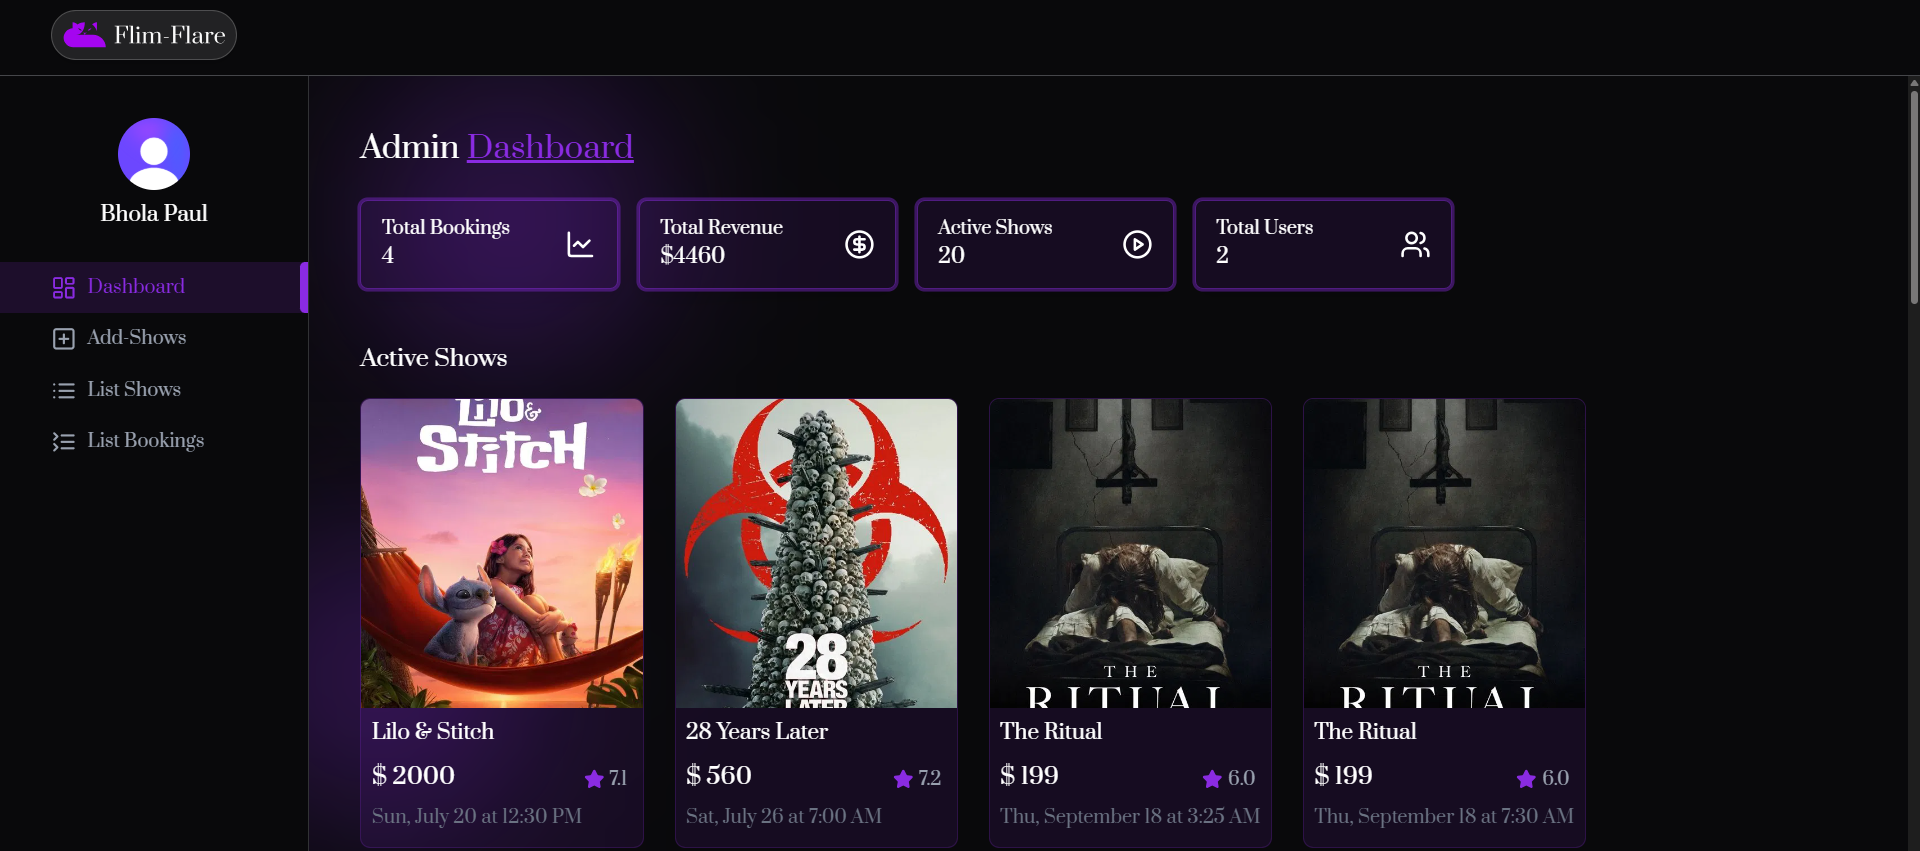 Flim-Flare
Bhola Paul
Dashboard
Add-Shows
List Shows
List Bookings
Admin Dashboard
Total Bookings
4
Total Revenue
$4460
Active Shows
20
Total Users
2
Active Shows
Lilo &
Stitch
Lilo & Stitch
$ 2000
7.1
Sun, July 20 at 12:30 PM
28
YEARS
LATER
28 Years Later
$ 560
7.2
Sat, July 26 at 7:00 AM
THE
RITUAL
The Ritual
$ 199
6.0
Thu, September 18 at 3:25 AM
THE
RITUAL
The Ritual
$ 199
6.0
Thu, September 18 at 7:30 AM